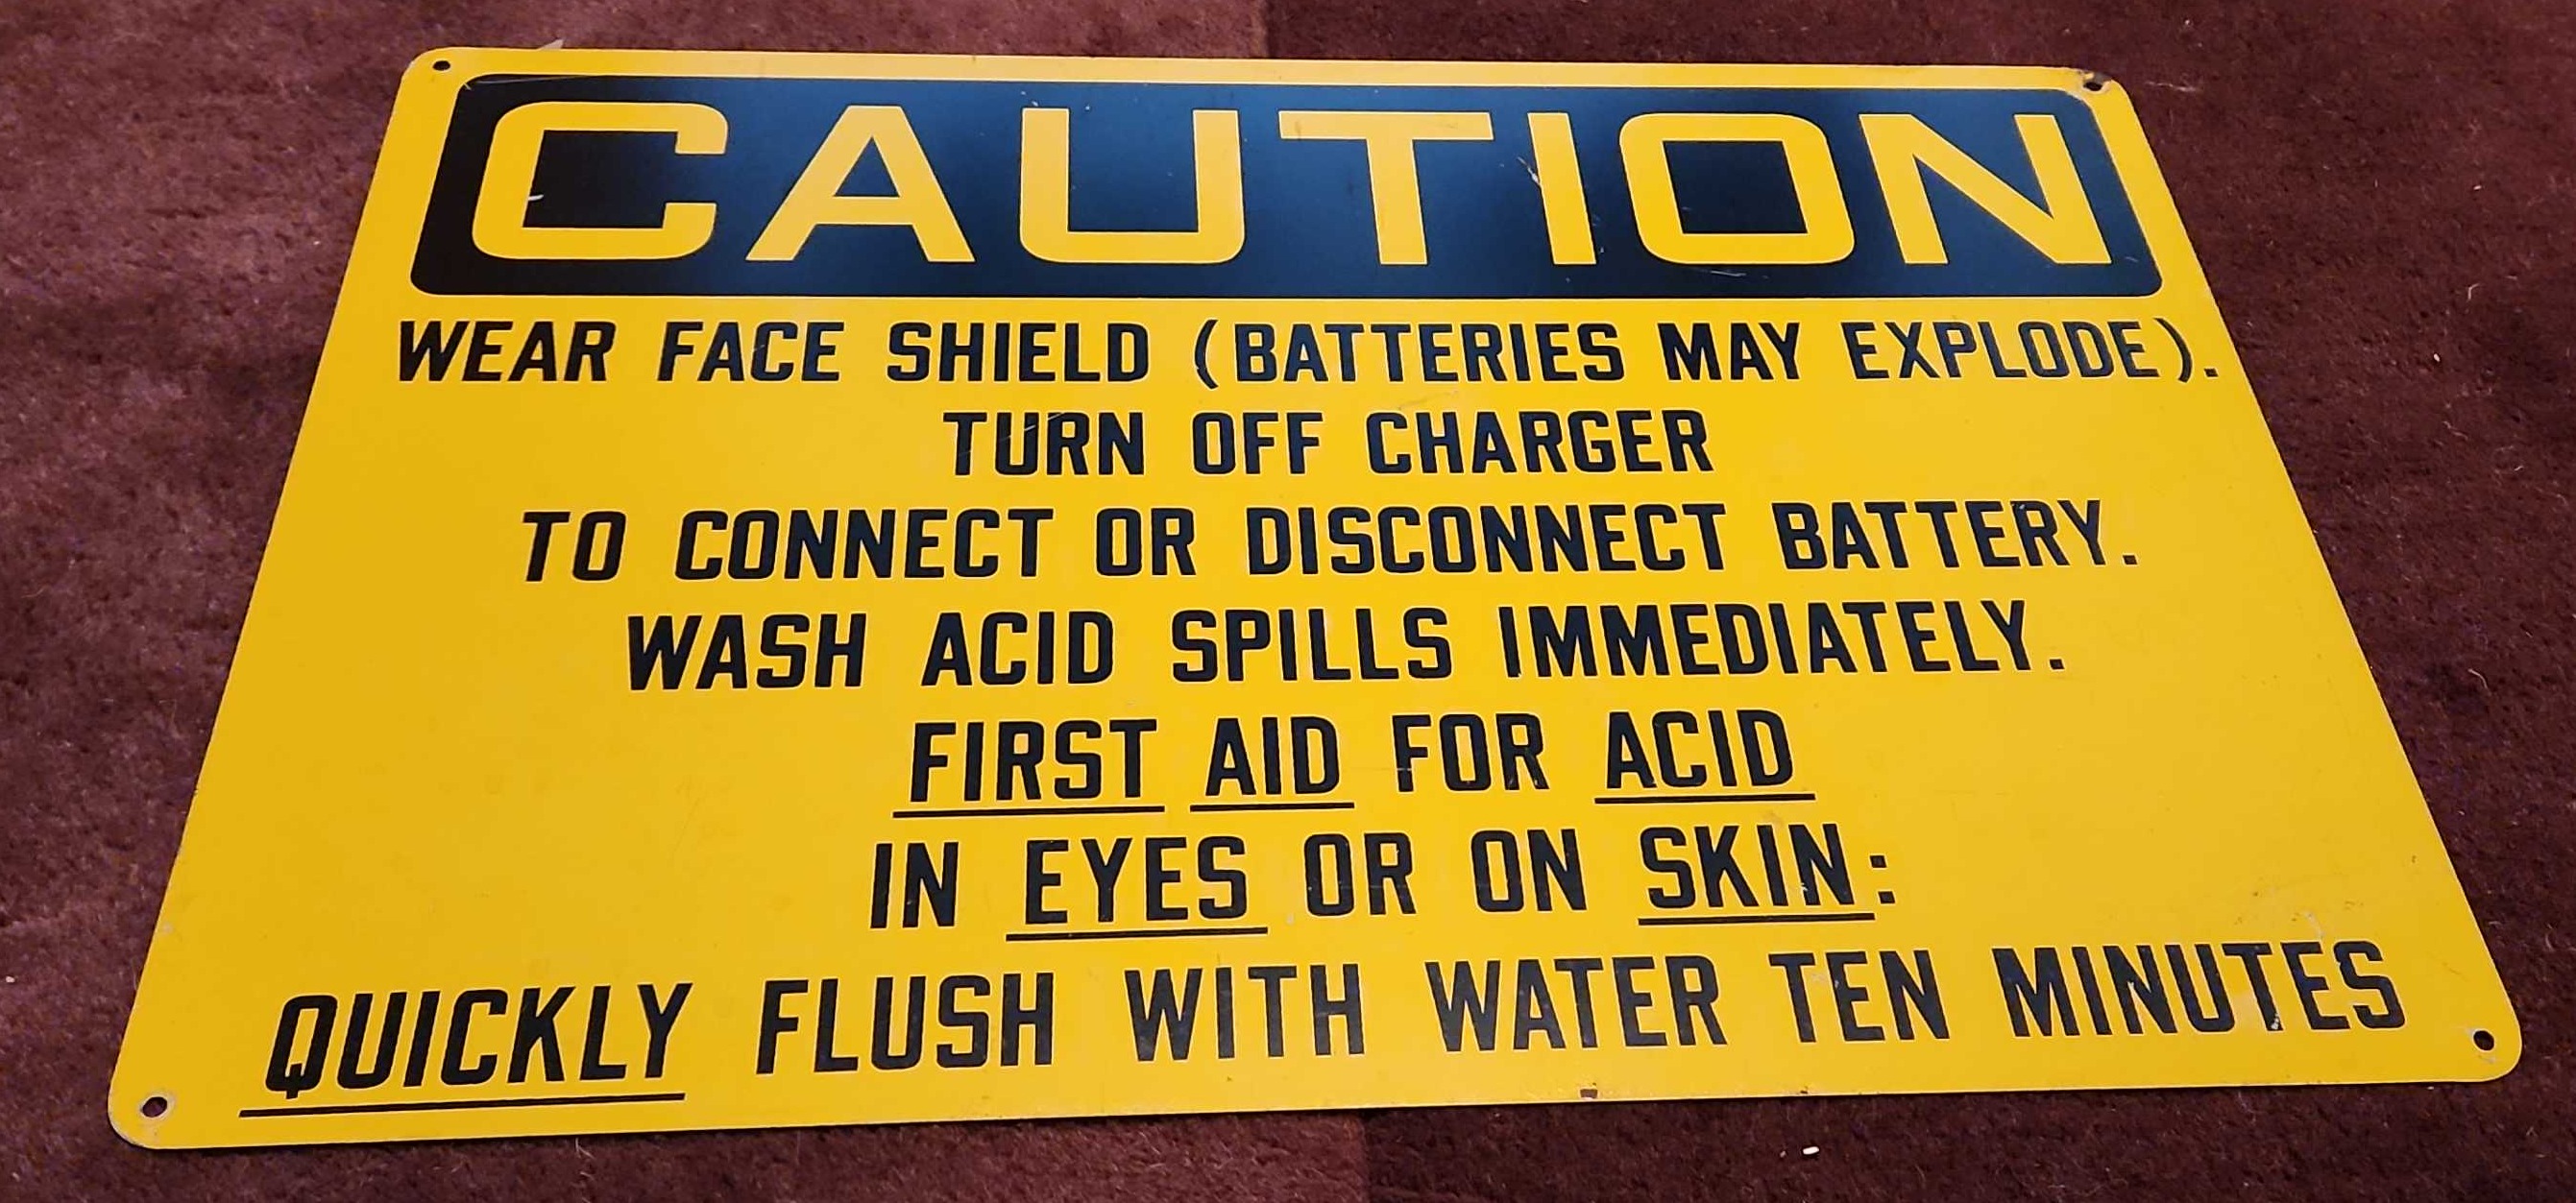 CAUTION
WEAR FACE SHIELD (BATTERIES MAY EXPLODE).
TURN OFF CHARGER
TO CONNECT OR DISCONNECT BATTERY.
WASH ACID SPILLS IMMEDIATELY.
FIRST AID FOR ACID
IN EYES OR ON SKIN:
QUICKLY FLUSH WITH WATER TEN MINUTES